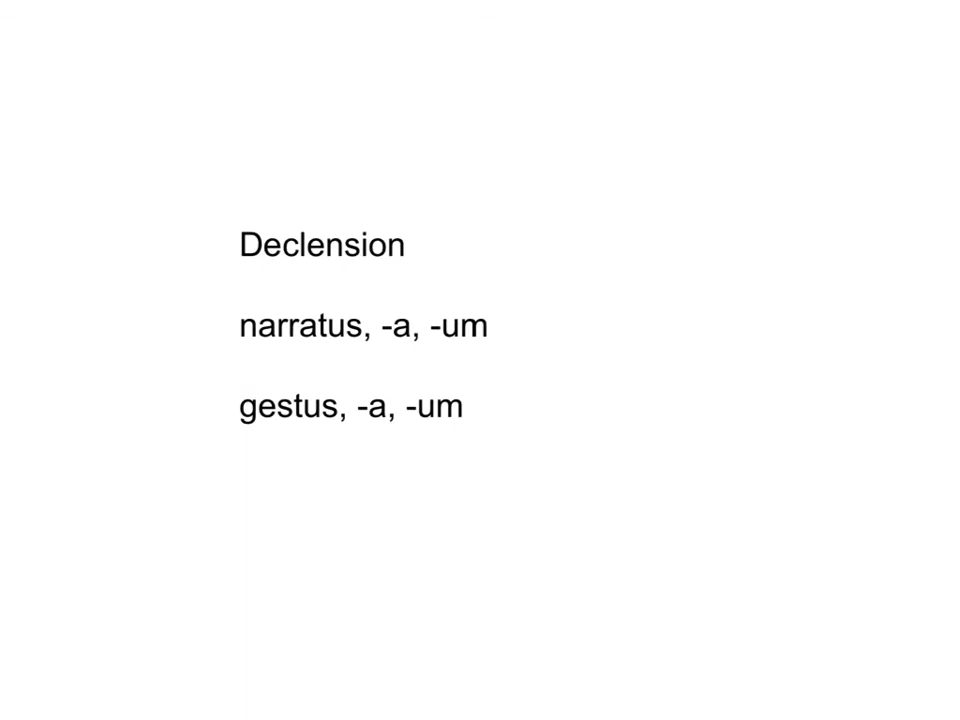 Declension
narratus, -a, -um
gestus, -a, -um